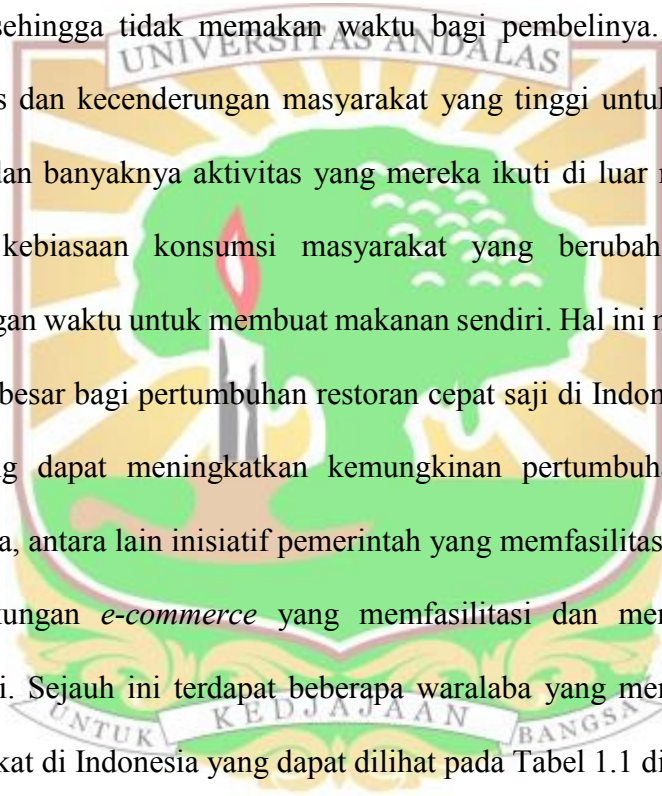 sehingga tidak memakan waktu bagi pembelinya.
UNIVERSITAS ANDALAS
s dan kecenderungan masyarakat yang tinggi untuk
dan banyaknya aktivitas yang mereka ikuti di luar
kebiasaan konsumsi masyarakat yang berubah
gan waktu untuk membuat makanan sendiri. Hal ini
besar bagi pertumbuhan restoran cepat saji di Indon
g dapat meningkatkan kemungkinan pertumbuha
a, antara lain inisiatif pemerintah yang memfasilitas
kungan e-commerce yang memfasilitasi dan mer
i. Sejauh ini terdapat beberapa waralaba yang mer
UNTUK KEDJAJAAN BANGSA
kat di Indonesia yang dapat dilihat pada Tabel 1.1 di